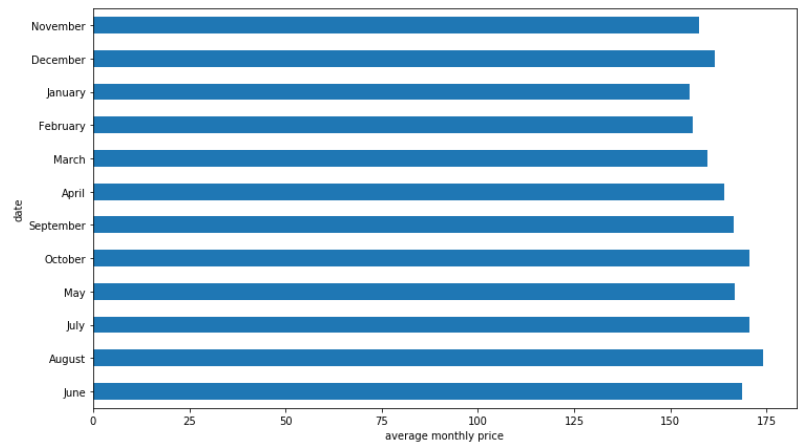 November
December
January
February
March
April
September
October
May
July
August
June
date
0 25 50 75 100 125 150 175
average monthly price